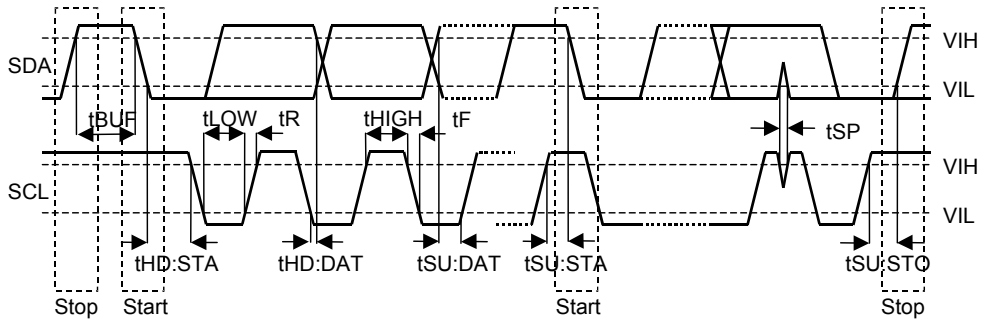 SDA
VIH
VIL
tBUF
tLOW
tR
tHIGH
tF
tSP
SCL
VIH
VIL
tHD:STA
tHD:DAT
tSU:DAT
tSU:STA
tSU:STO
Stop
Start
Start
Stop